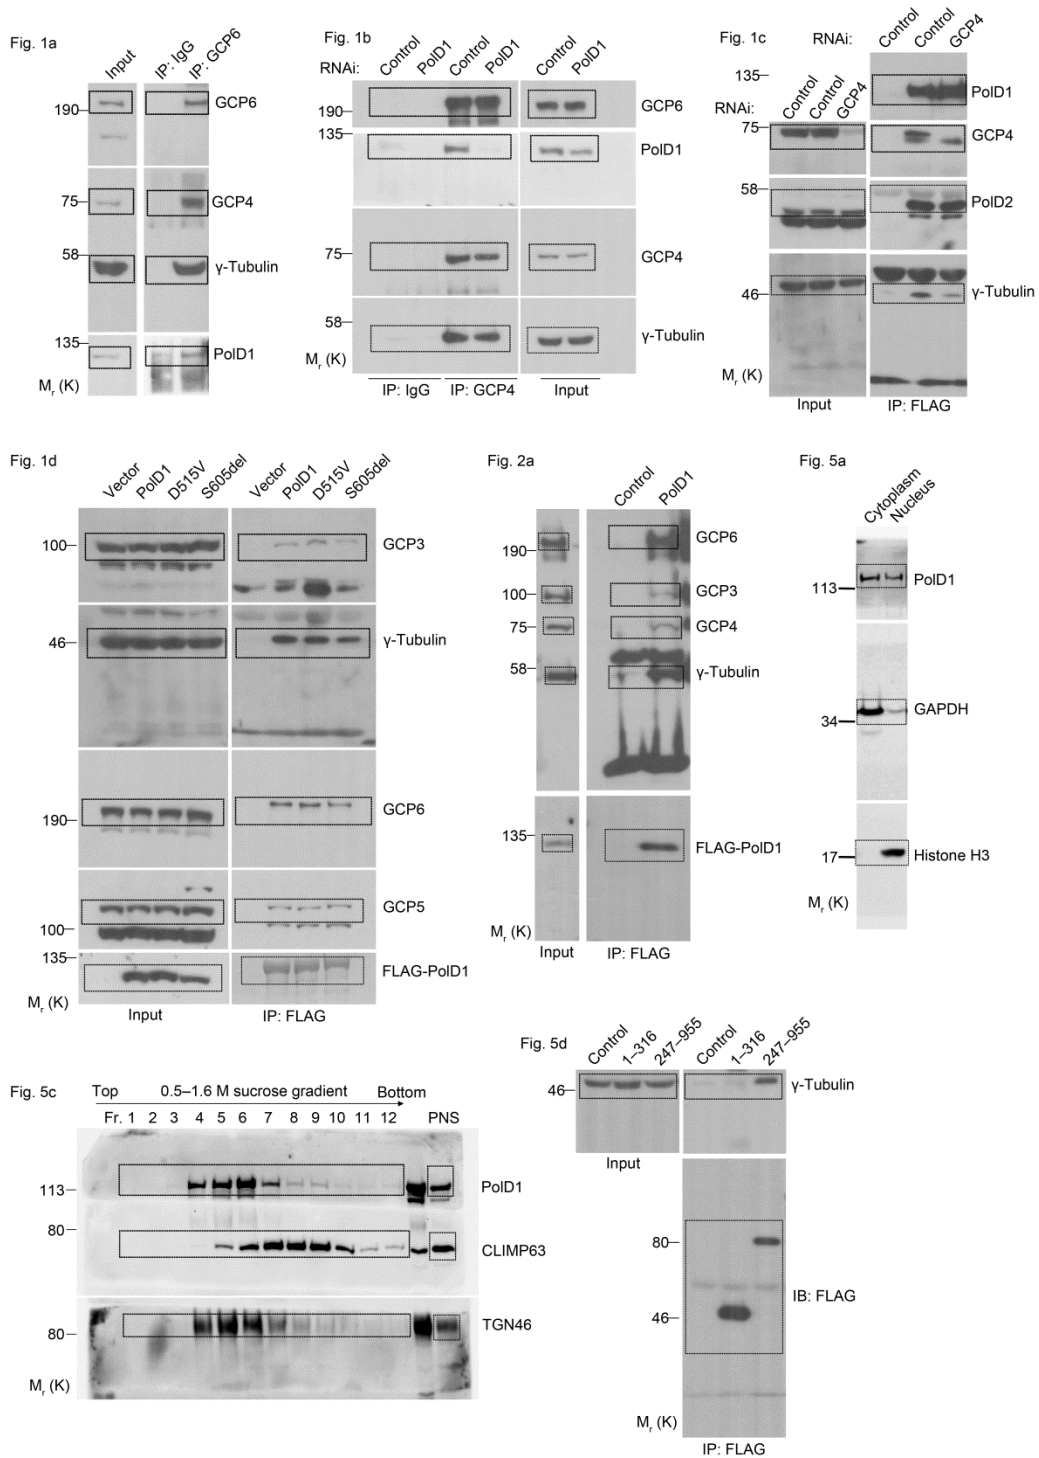 Fig. 1a
Input
IP: IgG
IP: GCP6
190
GCP6
75
GCP4
58
γ-Tubulin
135
PolD1
Mr (K)
Fig. 1b
RNAi:
Control
PolD1
Control
PolD1
Control
PolD1
190
GCP6
135
PolD1
75
GCP4
58
γ-Tubulin
Mr (K)
IP: IgG
IP: GCP4
Input
Fig. 1c
RNAi:
Control
Control
GCP4
135
PolD1
RNAi:
Control
Control
GCP4
75
GCP4
58
PolD2
46
γ-Tubulin
Mr (K)
Input
IP: FLAG
Fig. 1d
Vector
PolD1
D515V
S605del
Vector
PolD1
D515V
S605del
100
GCP3
46
γ-Tubulin
190
GCP6
100
GCP5
135
FLAG-PolD1
Mr (K)
Input
IP: FLAG
Fig. 2a
Control
PolD1
190
GCP6
100
GCP3
75
GCP4
58
γ-Tubulin
135
FLAG-PolD1
Mr (K)
Input
IP: FLAG
Fig. 5a
Cytoplasm
Nucleus
113
PolD1
34
GAPDH
17
Histone H3
Mr (K)
Fig. 5c
Top 0.5–1.6 M sucrose gradient Bottom
Fr. 1 2 3 4 5 6 7 8 9 10 11 12 PNS
113
PolD1
80
CLIMP63
80
TGN46
Mr (K)
Fig. 5d
Control
1–316
247–955
Control
1–316
247–955
46
γ-Tubulin
Input
80
IB: FLAG
46
Mr (K)
IP: FLAG